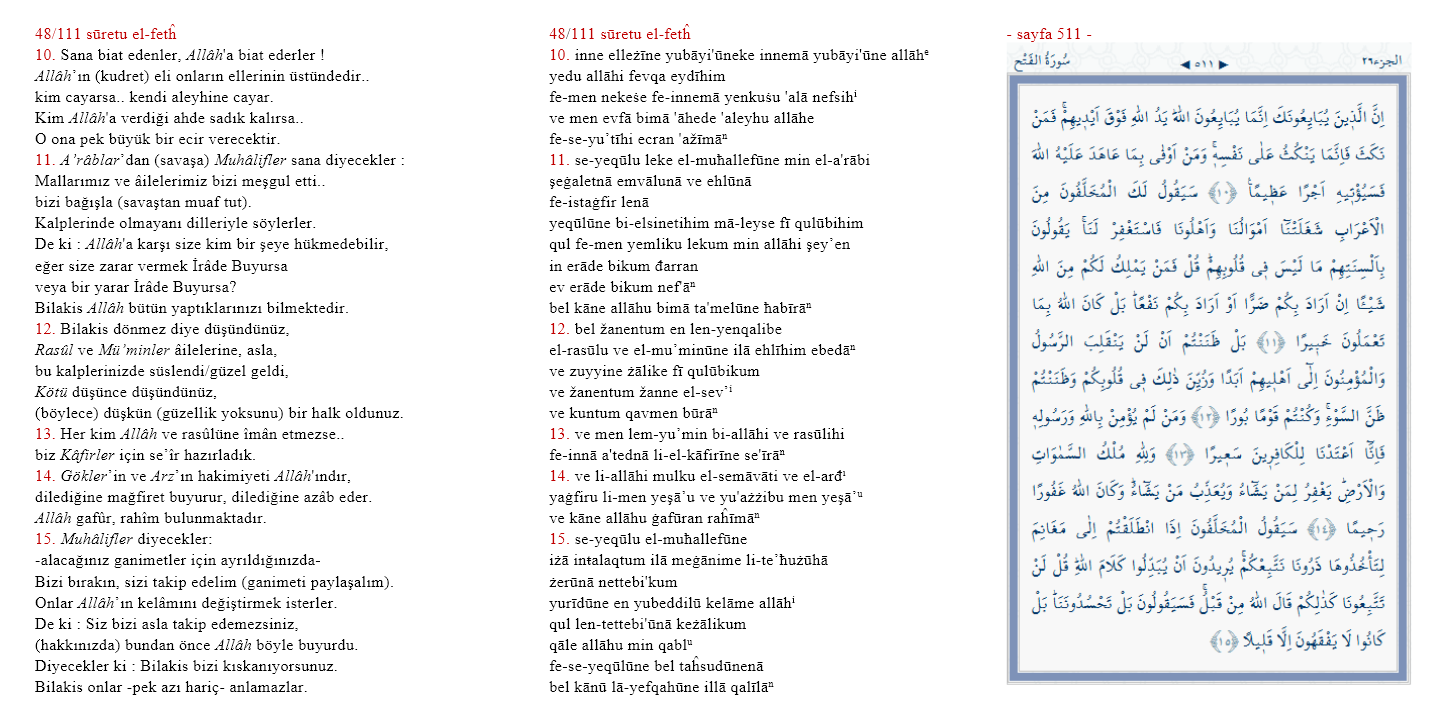 48/111 sūretu el-fetĥ
10. Sana biat edenler, Allâh'a biat ederler !
Allâh’ın (kudret) eli onların ellerinin üstündedir..
kim cayarsa.. kendi aleyhine cayar.
Kim Allâh'a verdiği ahde sadık kalırsa..
O ona pek büyük bir ecir verecektir.
11. A’râblar’dan (savaşa) Muhâlifler sana diyecekler :
Mallarımız ve âilelerimiz bizi meşgul etti..
bizi bağışla (savaştan muaf tut).
Kalplerinde olmayanı dilleriyle söylerler.
De ki : Allâh'a karşı size kim bir şeye hükmedebilir,
eğer size zarar vermek İrâde Buyursa
veya bir yarar İrâde Buyursa?
Bilakis Allâh bütün yaptıklarınızı bilmektedir.
12. Bilakis dönmez diye düşündünüz,
Rasûl ve Mü’minler âilelerine, asla,
bu kalplerinizde süslendi/güzel geldi,
Kötü düşünce düşündünüz,
(böylece) düşkün (güzellik yoksunu) bir halk oldunuz.
13. Her kim Allâh ve rasûlüne îmân etmezse..
biz Kâfirler için se’îr hazırladık.
14. Gökler’in ve Arz’ın hakimiyeti Allâh'ındır,
dilediğine mağfiret buyurur, dilediğine azâb eder.
Allâh gafûr, rahîm bulunmaktadır.
15. Muhâlifler diyecekler:
-alacağınız ganimetler için ayrıldığınızda-
Bizi bırakın, sizi takip edelim (ganimeti paylaşalım).
Onlar Allâh’ın kelâmını değiştirmek isterler.
De ki : Siz bizi asla takip edemezsiniz,
(hakkınızda) bundan önce Allâh böyle buyurdu.
Diyecekler ki : Bilakis bizi kıskanıyorsunuz.
Bilakis onlar -pek azı hariç- anlamazlar.
48/111 sūretu el-fetĥ
10. inne elleżīne yubāyi'ūneke innemā yubāyi'ūne allāhᵉ
yedu allāhi fevqa eydīhim
fe-men nekeśe fe-innemā yenkuśu 'alā nefsihⁱ
ve men evfā bimā 'āhede 'aleyhu allāhe
fe-se-yu’tīhi ecran 'ažīmāⁿ
11. se-yeqūlu leke el-muħallefūne min el-a'rābi
şeġaletnā emvālunā ve ehlūnā
fe-istaġfir lenā
yeqūlūne bi-elsinetihim mā-leyse fī qulūbihim
qul fe-men yemliku lekum min allāhi şey’en
in erāde bikum đarran
ev erāde bikum nef'āⁿ
bel kāne allāhu bimā ta'melūne ħabīrāⁿ
12. bel žanentum en len-yenqalibe
el-rasūlu ve el-mu’minūne ilā ehlīhim ebedāⁿ
ve zuyyine żālike fī qulūbikum
ve žanentum žanne el-sev’ⁱ
ve kuntum qavmen būrāⁿ
13. ve men lem-yu’min bi-allāhi ve rasūlihi
fe-innā a'tednā li-el-kāfirīne se'īrāⁿ
14. ve li-allāhi mulku el-semāvāti ve el-arđⁱ
yaġfiru li-men yeşā’u ve yu'ażżibu men yeşā’ᵘ
ve kāne allāhu ġafūran raĥīmāⁿ
15. se-yeqūlu el-muħallefūne
iżā inŧalaqtum ilā meġānime li-te’ħużūhā
żerūnā nettebi'kum
yurīdūne en yubeddilū kelāme allāhⁱ
qul len-tettebi'ūnā keżālikum
qāle allāhu min qablᵘ
fe-se-yeqūlūne bel taĥsudūnenā
bel kānū lā-yefqahūne illā qalīlāⁿ
- sayfa 511 -
سُورَةُ الفَتْح ◀ ٥١١ ▶ الجزء٢٦
اِنَّ الَّذ۪ينَ يُبَايِعُونَكَ اِنَّمَا يُبَايِعُونَ اللّٰهَۜ يَدُ اللّٰهِ فَوْقَ اَيْد۪يهِمْۚ فَمَنْ
نَكَثَ فَاِنَّمَا يَنْكُثُ عَلٰى نَفْسِه۪ۚ وَمَنْ اَوْفٰى بِمَا عَاهَدَ عَلَيْهُ اللّٰهَ
فَسَيُؤْت۪يهِ اَجْرًا عَظ۪يمًا۟ ﴿١٠﴾ سَيَقُولُ لَكَ الْمُخَلَّفُونَ مِنَ
الْاَعْرَابِ شَغَلَتْنَٓا اَمْوَالُنَا وَاَهْلُونَا فَاسْتَغْفِرْ لَنَاۚ يَقُولُونَ
بِاَلْسِنَتِهِمْ مَا لَيْسَ ف۪ي قُلُوبِهِمْۜ قُلْ فَمَنْ يَمْلِكُ لَكُمْ مِنَ اللّٰهِ
شَيْـًٔا اِنْ اَرَادَ بِكُمْ ضَرًّا اَوْ اَرَادَ بِكُمْ نَفْعًاۜ بَلْ كَانَ اللّٰهُ بِمَا
تَعْمَلُونَ خَب۪يرًا ﴿١١﴾ بَلْ ظَنَنْتُمْ اَنْ لَنْ يَنْقَلِبَ الرَّسُولُ
وَالْمُؤْمِنُونَ اِلٰٓى اَهْل۪يهِمْ اَبَدًا وَزُيِّنَ ذٰلِكَ ف۪ي قُلُوبِكُمْ وَظَنَنْتُمْ
ظَنَّ السَّوْءِۚ وَكُنْتُمْ قَوْمًا بُورًا ﴿١٢﴾ وَمَنْ لَمْ يُؤْمِنْ بِاللّٰهِ وَرَسُولِه۪
فَاِنَّٓا اَعْتَدْنَا لِلْكَافِر۪ينَ سَع۪يرًا ﴿١٣﴾ وَلِلّٰهِ مُلْكُ السَّمٰوَاتِ
وَالْاَرْضِۜ يَغْفِرُ لِمَنْ يَشَٓاءُ وَيُعَذِّبُ مَنْ يَشَٓاءُۜ وَكَانَ اللّٰهُ غَفُورًا
رَح۪يمًا ﴿١٤﴾ سَيَقُولُ الْمُخَلَّفُونَ اِذَا انْطَلَقْتُمْ اِلٰى مَغَانِمَ
لِتَأْخُذُوهَا ذَرُونَا نَتَّبِعْكُمْۚ يُر۪يدُونَ اَنْ يُبَدِّلُوا كَلَامَ اللّٰهِۜ قُلْ لَنْ
تَتَّبِعُونَا كَذٰلِكُمْ قَالَ اللّٰهُ مِنْ قَبْلُۚ فَسَيَقُولُونَ بَلْ تَحْسُدُونَنَاۜ بَلْ
كَانُوا لَا يَفْقَهُونَ اِلَّا قَل۪يلًا ﴿١٥﴾